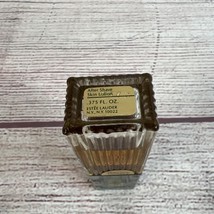 After Shave
Skin Lotion
.375 FL. OZ.
ESTEE LAUDER
N.Y., N.Y. 10022